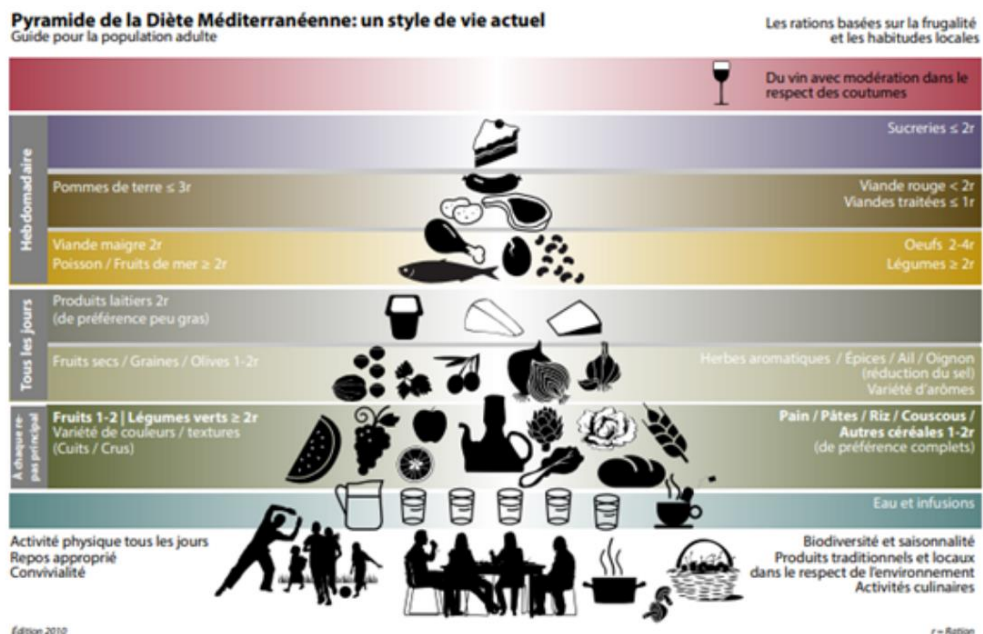 Pyramide de la Diète Méditerranéenne: un style de vie actuel
Guide pour la population adulte
Les rations basées sur la frugalité
et les habitudes locales
Du vin avec modération dans le
respect des coutumes
Hebdomadaire
Sucreries ≤ 2r
Pommes de terre ≤ 3r
Viande rouge < 2r
Viandes traitées ≤ 1r
Viande maigre 2r
Poisson / Fruits de mer ≥ 2r
Oeufs 2-4r
Légumes ≥ 2r
Tous les jours
Produits laitiers 2r
(de préférence peu gras)
Fruits secs / Graines / Olives 1-2r
Herbes aromatiques / Épices / Ail / Oignon
(réduction du sel)
Variété d'arômes
À chaque re-
pas principal
Fruits 1-2 | Légumes verts ≥ 2r
Variété de couleurs / textures
(Cuits / Crus)
Pain / Pâtes / Riz / Couscous /
Autres céréales 1-2r
(de préférence complets)
Eau et infusions
Activité physique tous les jours
Repos approprié
Convivialité
Biodiversité et saisonnalité
Produits traditionnels et locaux
dans le respect de l'environnement
Activités culinaires
Édition 2010
r = Ration